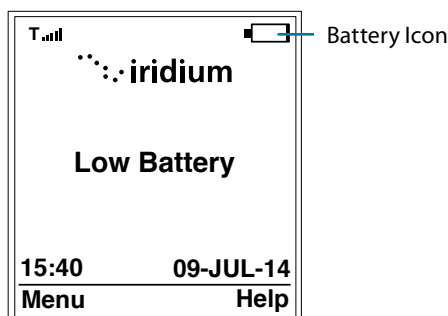 T
Battery Icon
iridium
Low Battery
15:40 09-JUL-14
Menu Help